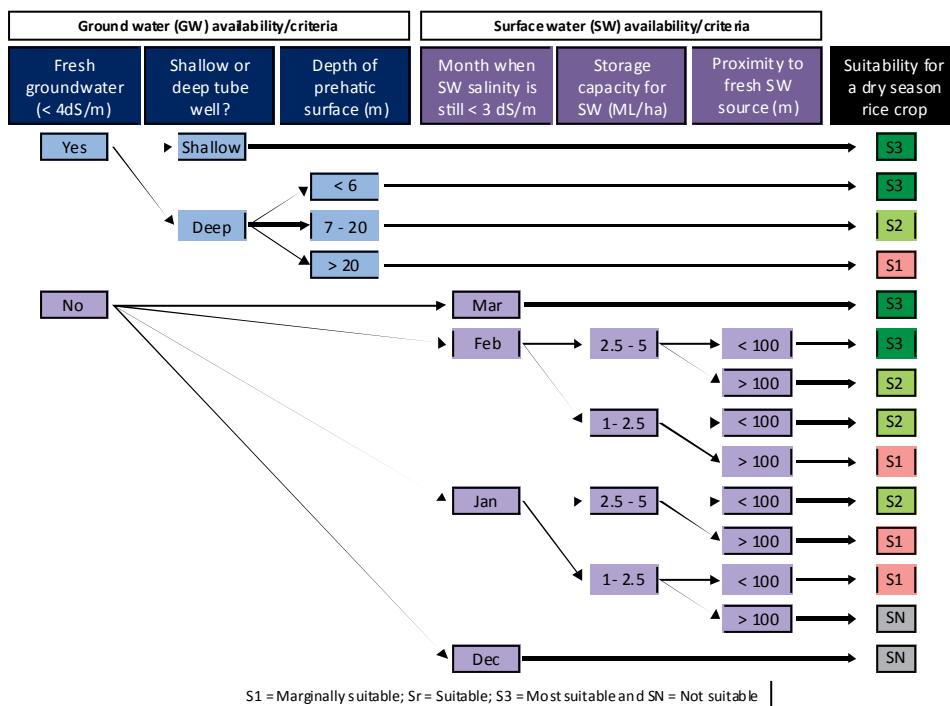 Ground water (GW) availability/criteria
Surface water (SW) availability/criteria
Fresh
groundwater
(< 4dS/m)
Shallow or
deep tube
well?
Depth of
prehatic
surface (m)
Month when
SW salinity is
still < 3 dS/m
Storage
capacity for
SW (ML/ha)
Proximity to
fresh SW
source (m)
Suitability for
a dry season
rice crop
Yes
Shallow
S3
< 6
S3
Deep
7 - 20
S2
> 20
S1
No
Mar
S3
Feb
2.5 - 5
< 100
S3
> 100
S2
1- 2.5
< 100
S2
> 100
S1
Jan
2.5 - 5
< 100
S2
> 100
S1
1- 2.5
< 100
S1
> 100
SN
Dec
SN
S1 = Marginally suitable; Sr = Suitable; S3 = Most suitable and SN = Not suitable